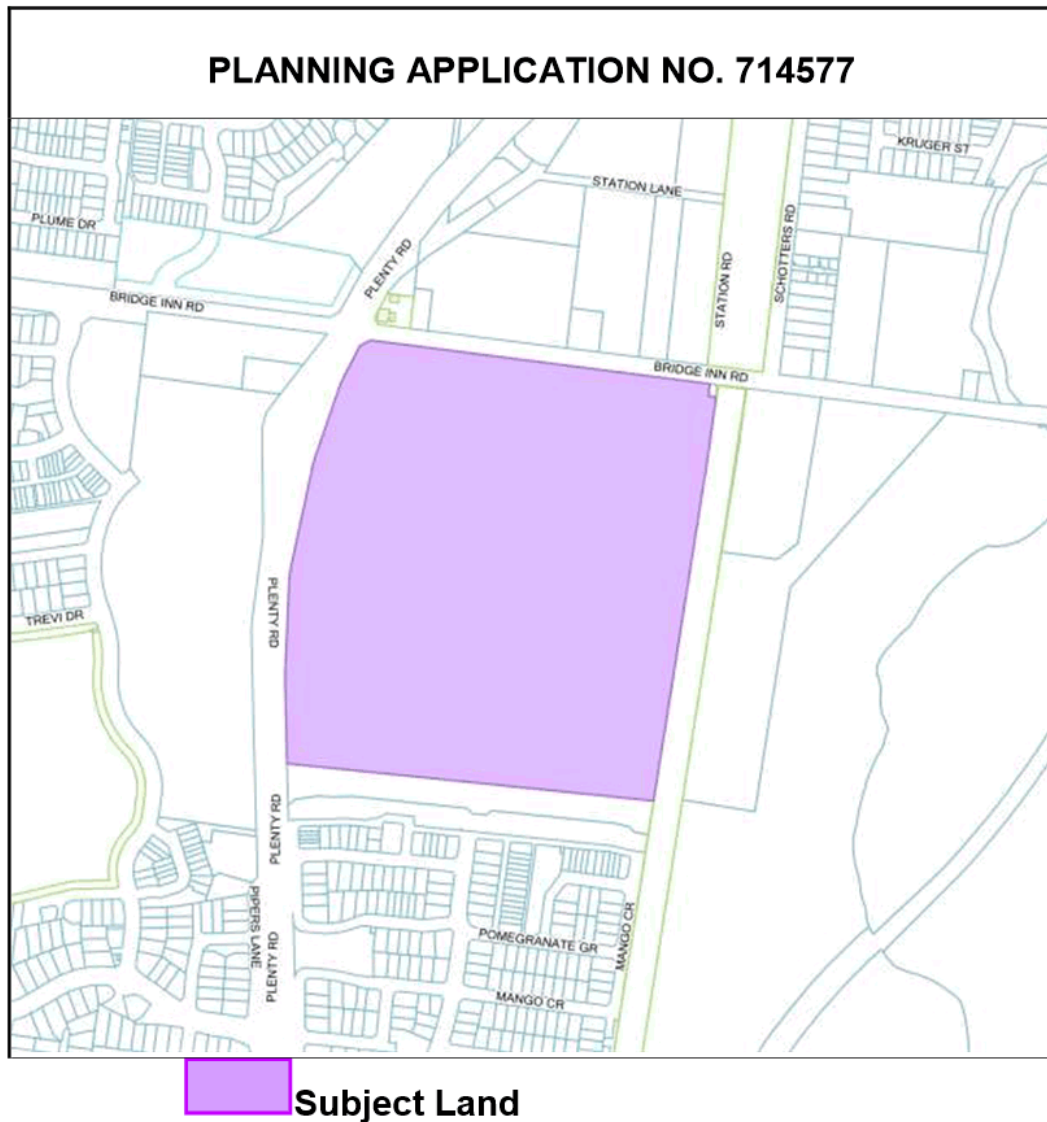 PLANNING APPLICATION NO. 714577
KRUGER ST
STATION LANE
PLUME DR
PLENTY RD
STATION RD
SCHOTTERS RD
BRIDGE INN RD
BRIDGE INN RD
PLENTY RD
TREVI DR
PLENTY RD
PIPERS LANE
PLENTY RD
POMEGRANATE GR
MANGO CR
MANGO CR
Subject Land